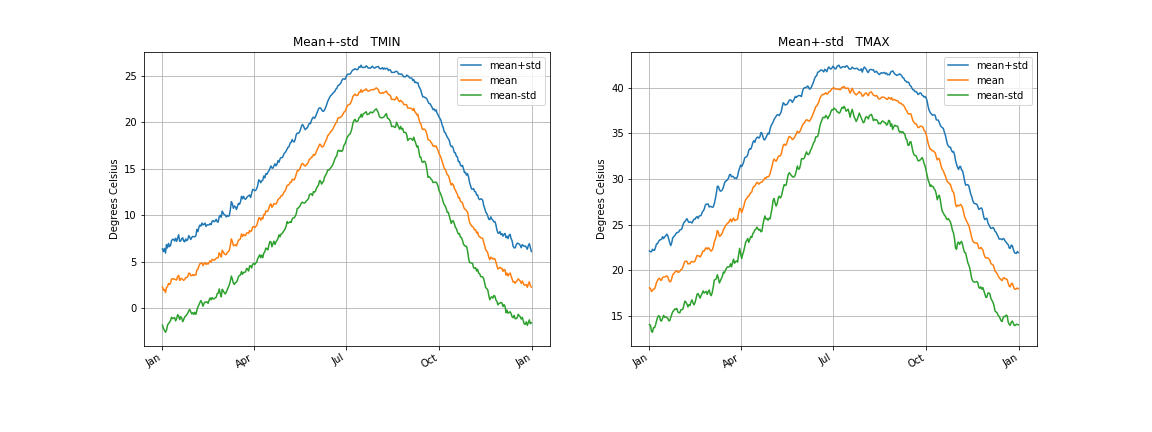 Mean+-std   TMIN
mean+std
mean
mean-std
25
20
15
10
5
0
Degrees Celsius
Jan
Apr
Jul
Oct
Jan
Mean+-std   TMAX
mean+std
mean
mean-std
40
35
30
25
20
15
Degrees Celsius
Jan
Apr
Jul
Oct
Jan